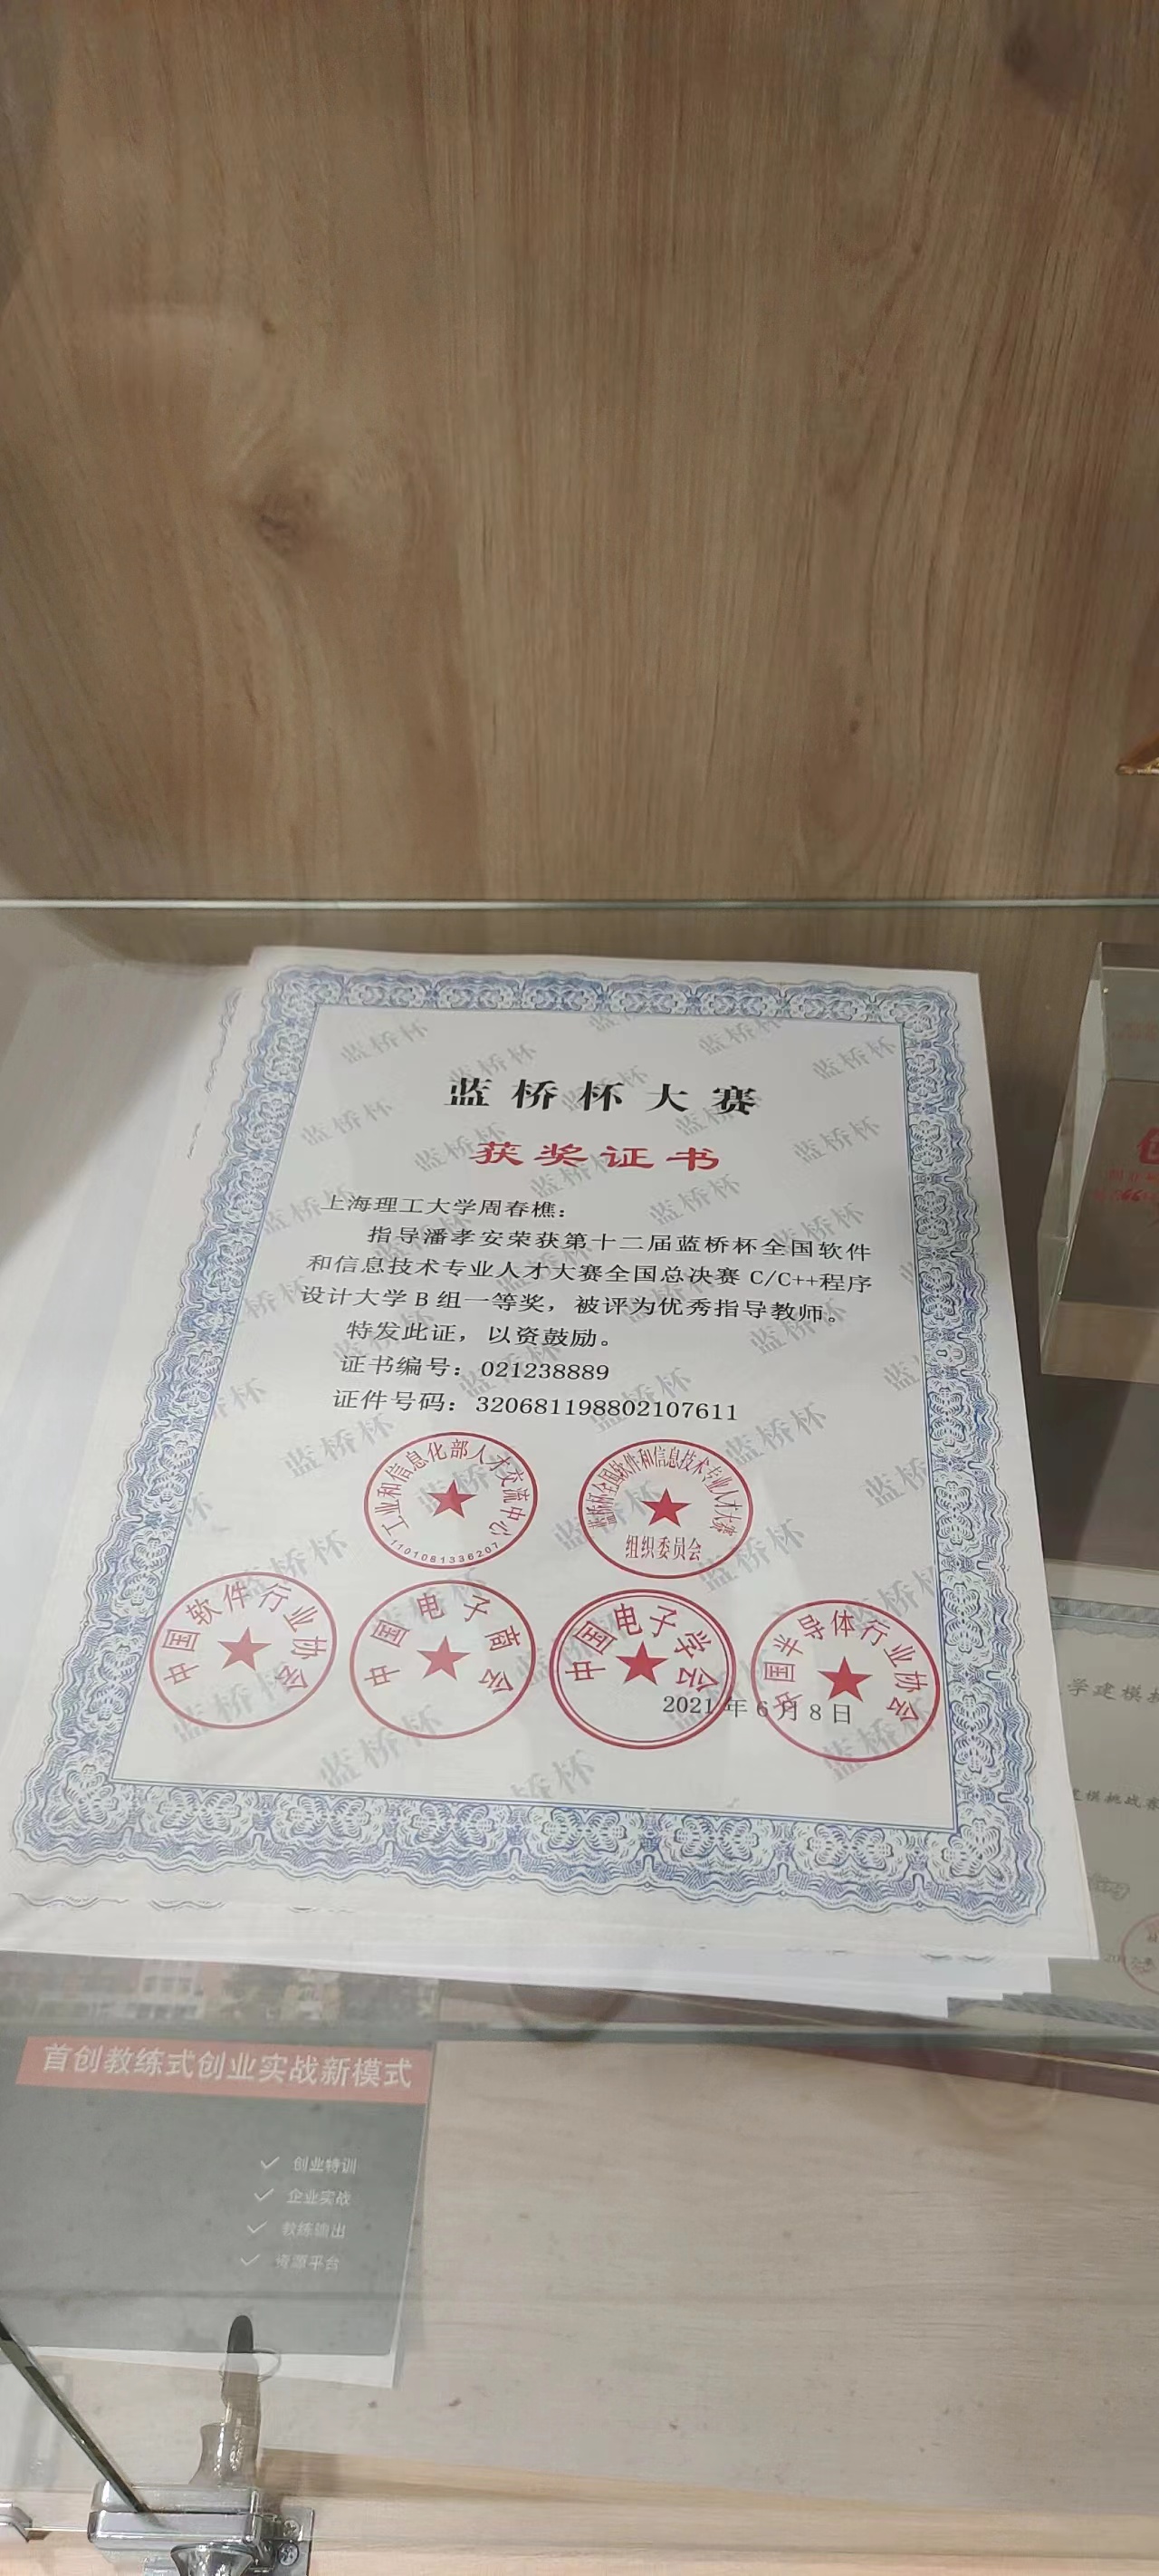 蓝桥杯大赛
获奖证书
上海理工大学周春樵：
指导潘孝安荣获第十二届蓝桥杯全国软件
和信息技术专业人才大赛全国总决赛 C/C++程序
设计大学 B 组一等奖，被评为优秀指导教师。
特发此证，以资鼓励。
证书编号：021238889
证件号码：320681198802107611
工业和信息化部人才交流中心
1101081336207
蓝桥杯全国软件和信息技术专业人才大赛
组织委员会
中国软件行业协会
中国电子商会
中国电子学会
中国半导体行业协会
2021 年 6 月 8 日
学建模
建模挑战赛
首创教练式创业实战新模式
✓ 创业特训
✓ 企业实战
✓ 教练输出
✓ 资源平台